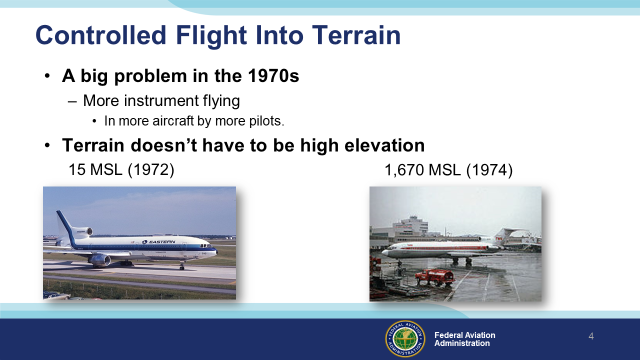 Controlled Flight Into Terrain
• A big problem in the 1970s
– More instrument flying
• In more aircraft by more pilots.
• Terrain doesn’t have to be high elevation
15 MSL (1972)
1,670 MSL (1974)
EASTERN
Federal Aviation
Administration
4